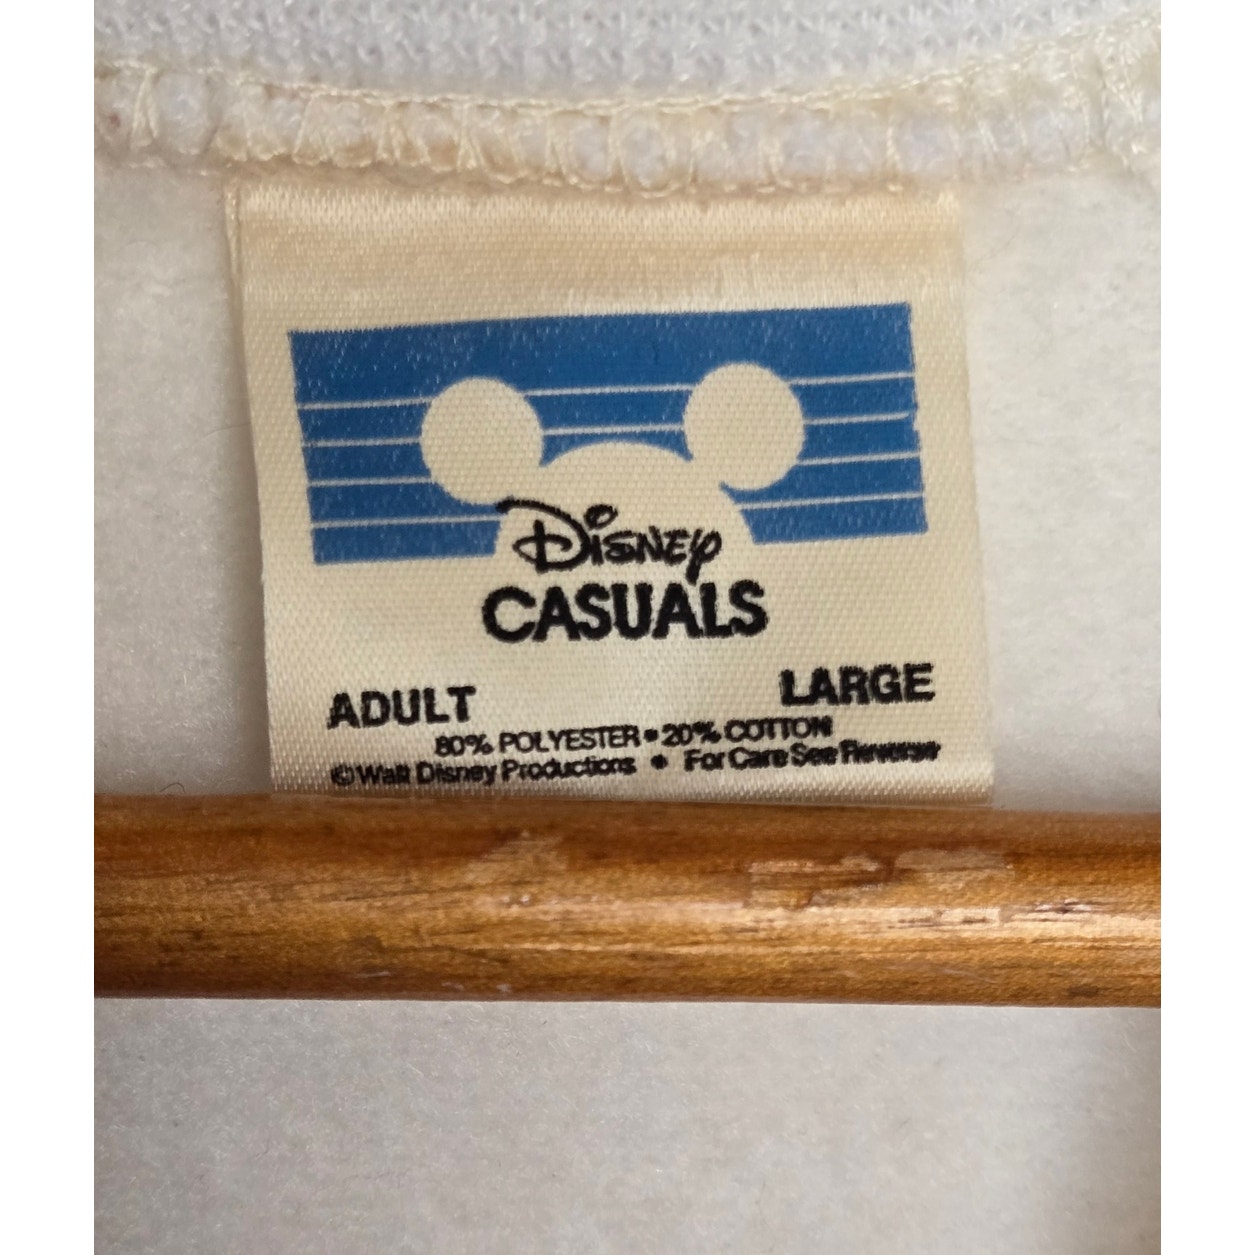 Disney
CASUALS
ADULT LARGE
80% POLYESTER • 20% COTTON
©Walt Disney Productions • For Care See Reverse